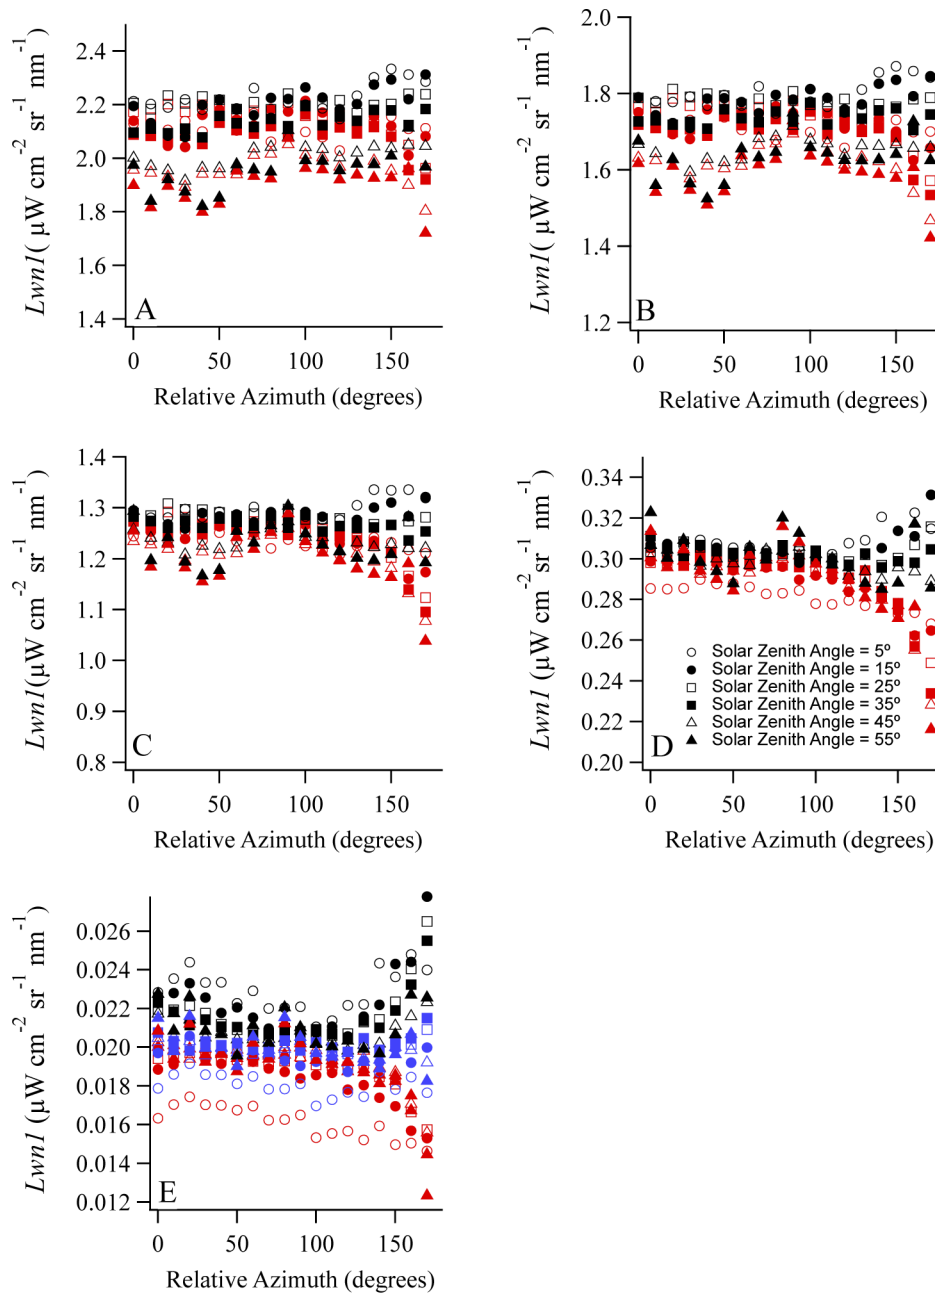 2.4
2.2
2.0
1.8
1.6
1.4
Lwn1( µW cm-2 sr-1 nm-1)
A
0
50
100
150
Relative Azimuth (degrees)
2.0
1.8
1.6
1.4
1.2
Lwn1( µW cm-2 sr-1 nm-1)
B
0
50
100
150
Relative Azimuth (degrees)
1.4
1.3
1.2
1.1
1.0
0.9
0.8
Lwn1(µW cm-2 sr-1 nm-1)
C
0
50
100
150
Relative Azimuth (degrees)
0.34
0.32
0.30
0.28
0.26
0.24
0.22
0.20
Lwn1 (µW cm-2 sr-1 nm-1)
Solar Zenith Angle = 5º
Solar Zenith Angle = 15º
Solar Zenith Angle = 25º
Solar Zenith Angle = 35º
Solar Zenith Angle = 45º
Solar Zenith Angle = 55º
D
0
50
100
150
Relative Azimuth (degrees)
0.026
0.024
0.022
0.020
0.018
0.016
0.014
0.012
Lwn1 (µW cm-2 sr-1 nm-1)
E
0
50
100
150
Relative Azimuth (degrees)